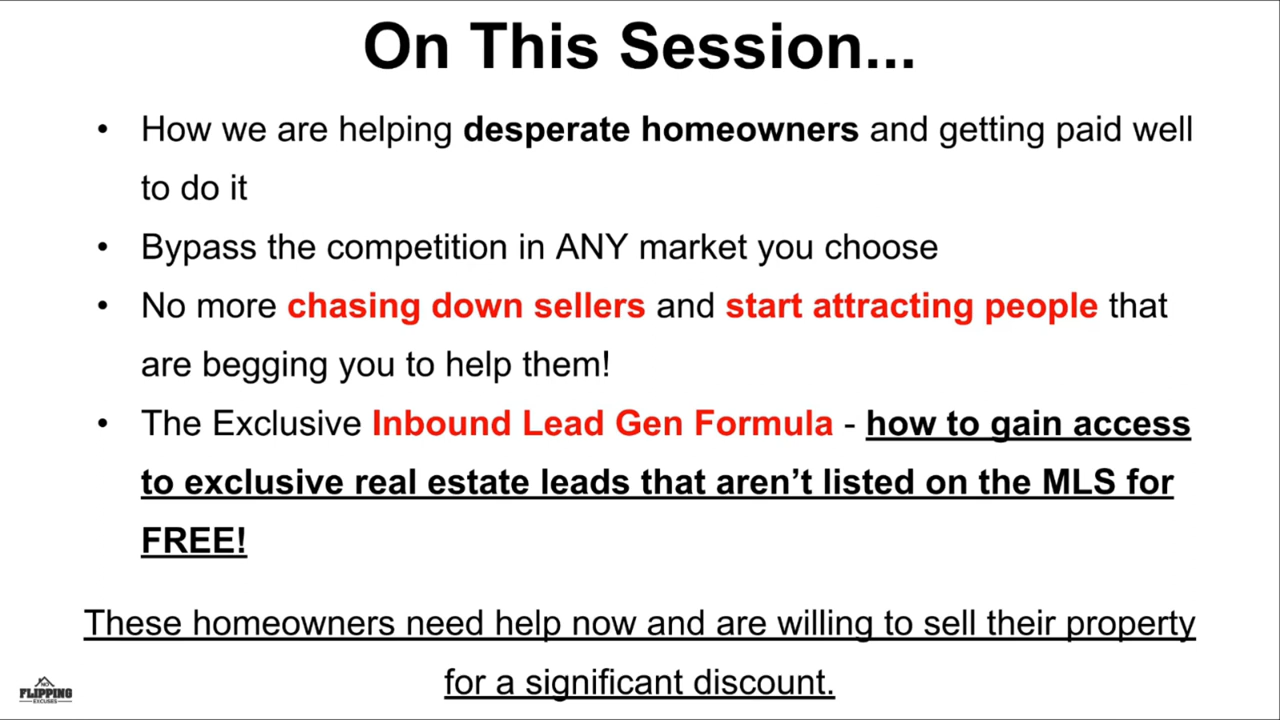 On This Session...
• How we are helping desperate homeowners and getting paid well
to do it
• Bypass the competition in ANY market you choose
• No more chasing down sellers and start attracting people that
are begging you to help them!
• The Exclusive Inbound Lead Gen Formula - how to gain access
to exclusive real estate leads that aren’t listed on the MLS for
FREE!
These homeowners need help now and are willing to sell their property
for a significant discount.
NO
FLIPPING
EXCUSES